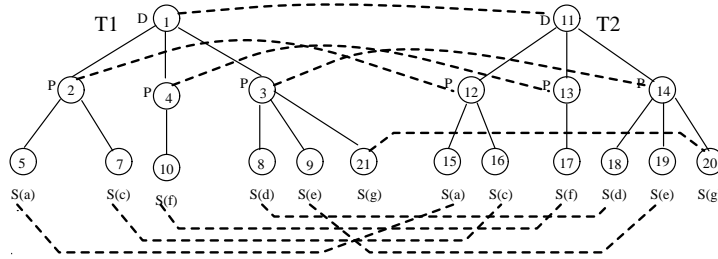 T1 D 1 D 11 T2
P 2 P 4 P 3 P 12 P 13 P 14
5 7 10 8 9 21 15 16 17 18 19 20
S(a) S(c) S(f) S(d) S(e) S(g) S(a) S(c) S(f) S(d) S(e) S(g